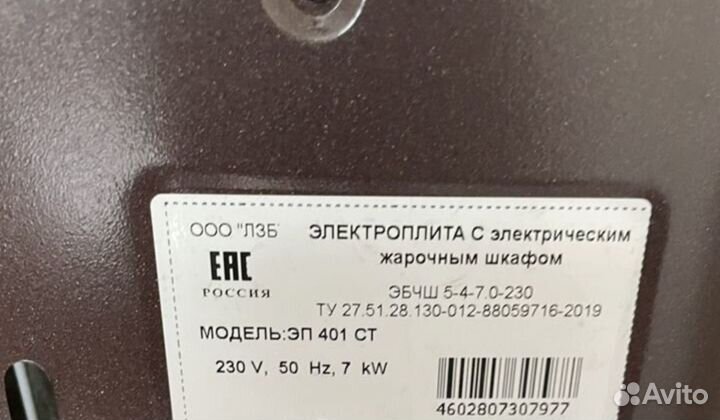 ООО "ЛЗБ"
ЭЛЕКТРОПЛИТА С электрическим
жарочным шкафом
ЕАС
РОССИЯ
ЭБЧШ 5-4-7.0-230
ТУ 27.51.28.130-012-88059716-2019
МОДЕЛЬ:ЭП 401 СТ
230 V, 50 Hz, 7 kW
4602807307977
Avito